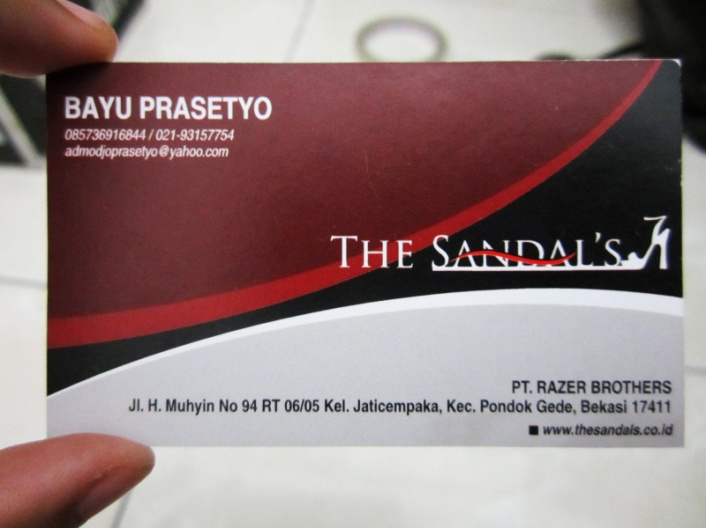 BAYU PRASETYO
085736916844 / 021-93157754
admodjoprasetyo@yahoo.com
THE SANDAL'S
PT. RAZER BROTHERS
Jl. H. Muhyin No 94 RT 06/05 Kel. Jaticempaka, Kec. Pondok Gede, Bekasi 17411
www.thesandals.co.id